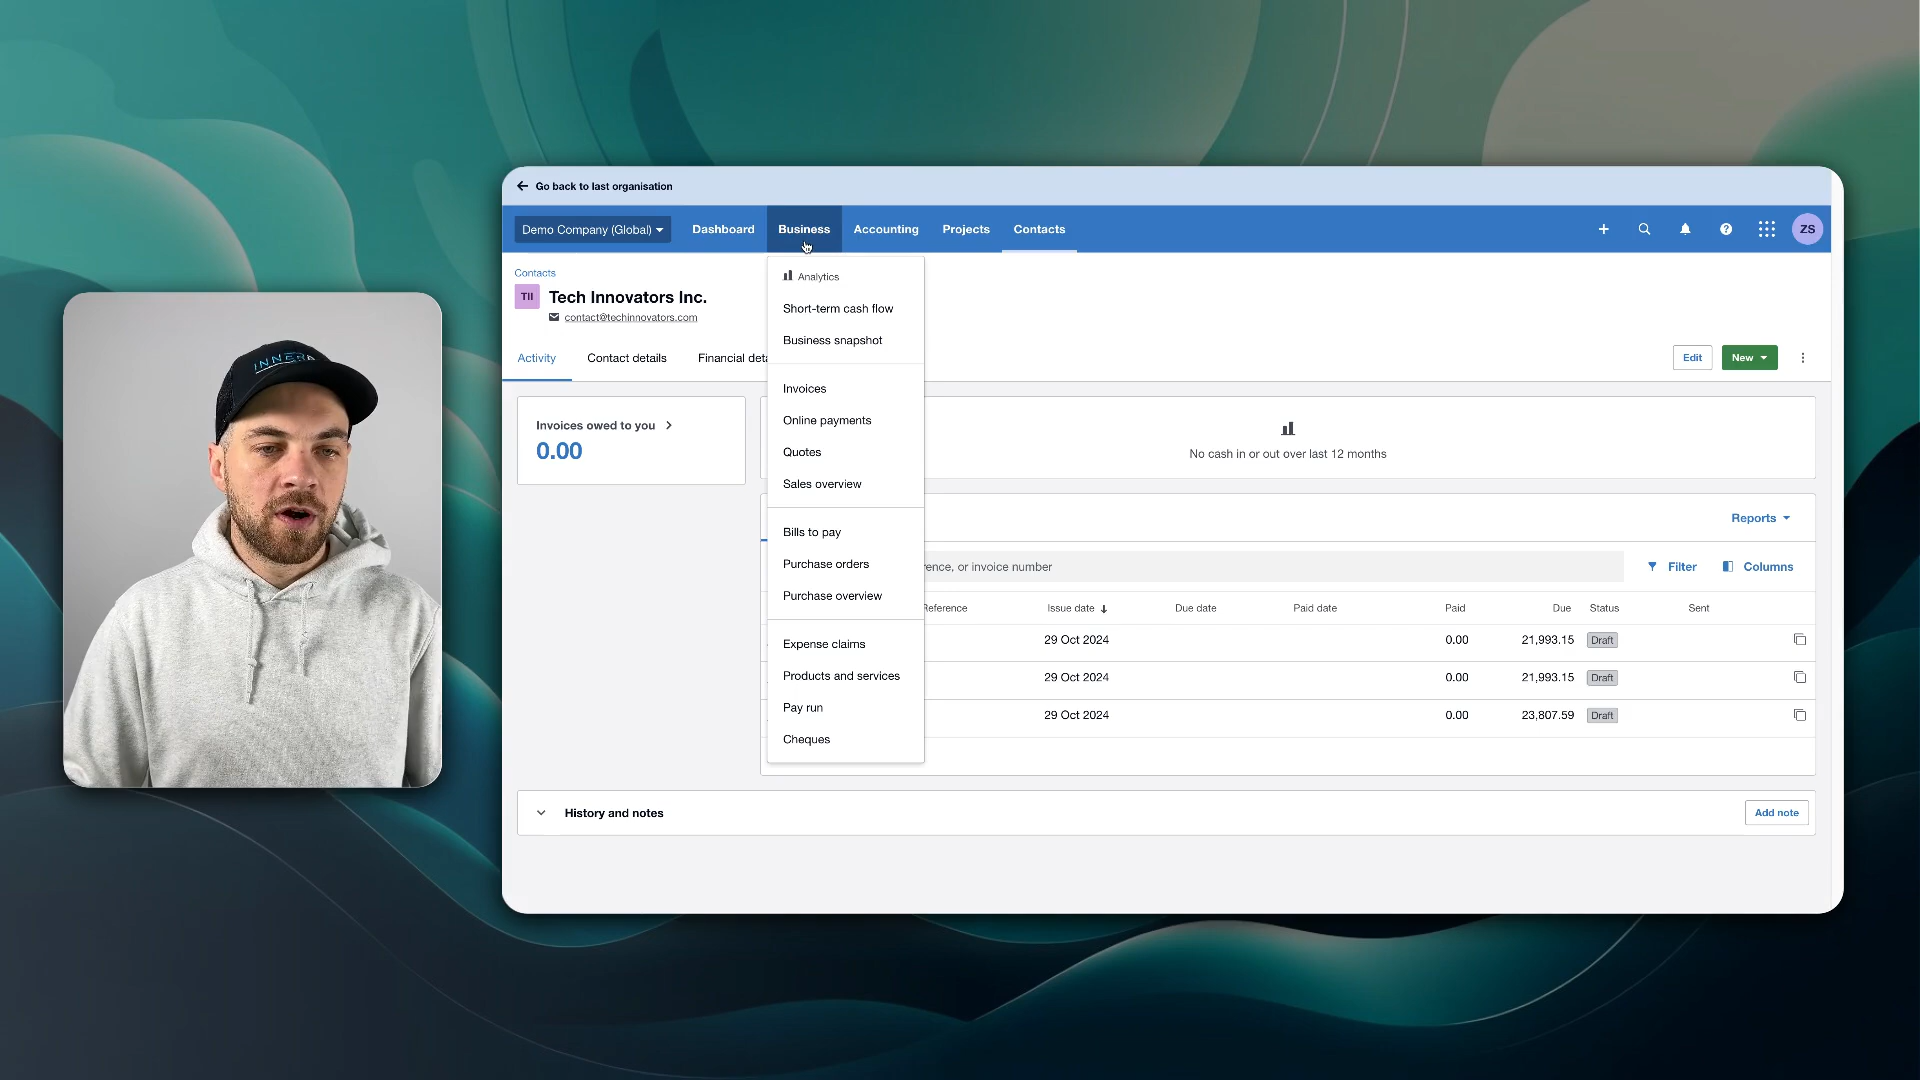 Go back to last organisation
Demo Company (Global)
Dashboard
Business
Accounting
Projects
Contacts
ZS
Contacts
TII
Tech Innovators Inc.
contact@techinnovators.com
Activity
Contact details
Financial deta
Edit
New
Analytics
Short-term cash flow
Business snapshot
Invoices
Online payments
Quotes
Sales overview
Bills to pay
Purchase orders
Purchase overview
Expense claims
Products and services
Pay run
Cheques
Invoices owed to you
0.00
No cash in or out over last 12 months
Reports
rence, or invoice number
Filter
Columns
Reference Issue date Due date Paid date Paid Due Status Sent
29 Oct 2024 0.00 21,993.15 Draft
29 Oct 2024 0.00 21,993.15 Draft
29 Oct 2024 0.00 23,807.59 Draft
History and notes
Add note